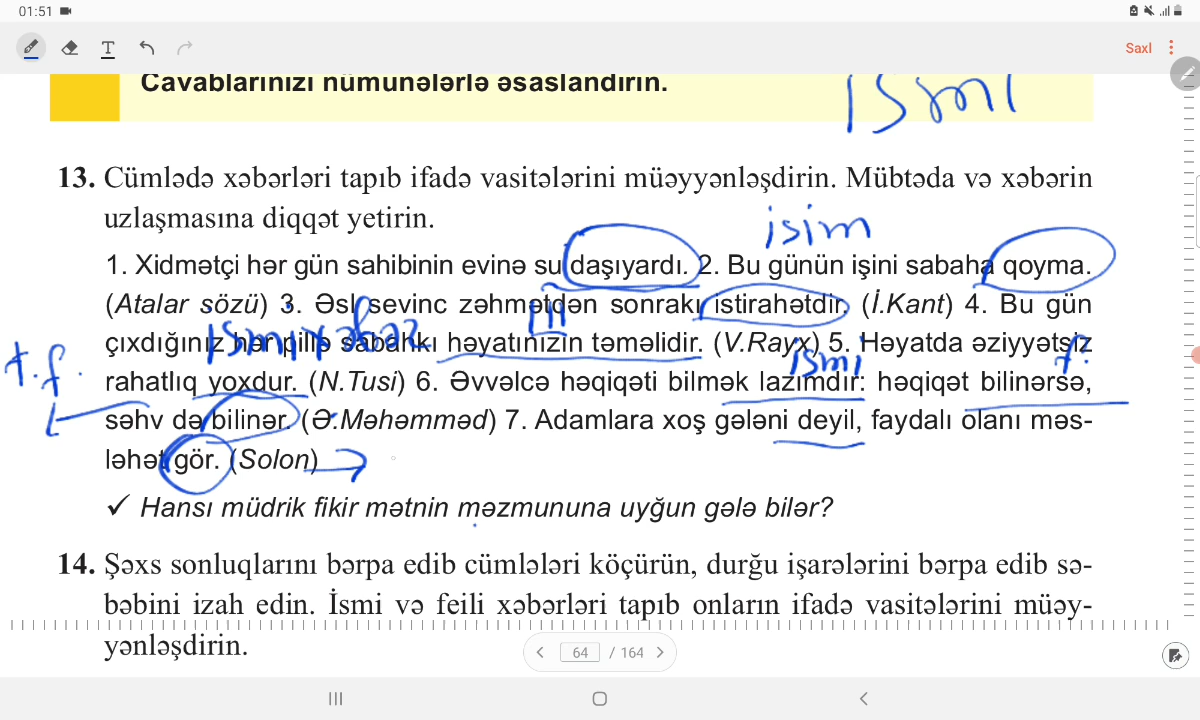 01:51
Saxl
Cavablarınızı nümunələrlə əsaslandırın.
ismi
13. Cümlədə xəbərləri tapıb ifadə vasitələrini müəyyənləşdirin. Mübtəda və xəbərin
uzlaşmasına diqqət yetirin.
isim
1. Xidmətçi hər gün sahibinin evinə su daşıyardı. 2. Bu günün işini sabaha qoyma.
(Atalar sözü) 3. Əsl sevinc zəhmətdən sonrakı istirahətdir. (İ.Kant) 4. Bu gün
ismi xəbər
çıxdığınız hər pillə sabahkı həyatınızın təməlidir. (V.Rayx) 5. Həyatda əziyyətsiz
t.f. ismi f.
rahatlıq yoxdur. (N.Tusi) 6. Əvvəlcə həqiqəti bilmək lazımdır: həqiqət bilinərsə,
səhv də bilinər. (Ə.Məhəmməd) 7. Adamlara xoş gələni deyil, faydalı olanı məs-
ləhət gör. (Solon)
✓ Hansı müdrik fikir mətnin məzmununa uyğun gələ bilər?
14. Şəxs sonluqlarını bərpa edib cümlələri köçürün, durğu işarələrini bərpa edib sə-
bəbini izah edin. İsmi və feili xəbərləri tapıb onların ifadə vasitələrini müəy-
yənləşdirin.
64 / 164